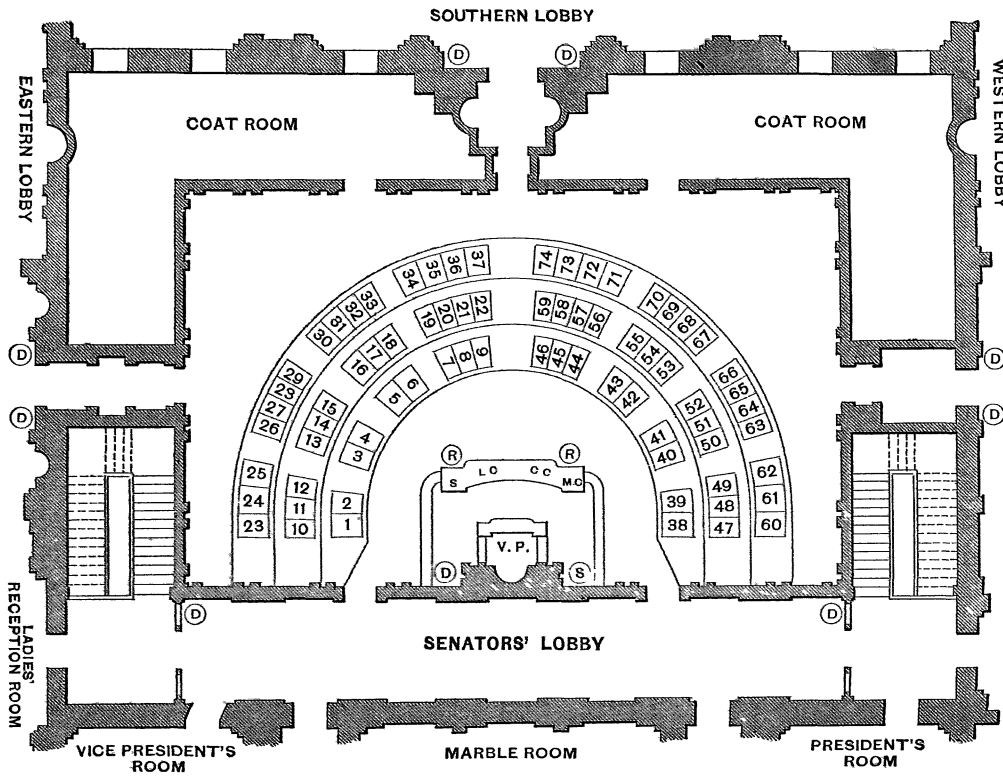 SOUTHERN LOBBY
D
D
EASTERN LOBBY
COAT ROOM
COAT ROOM
WESTERN LOBBY
D
D
D
D
34 35 36 37
74 73 72 71
30 31 32 33
70 69 68 67
29 23 27 26
66 65 64 63
25 24 23
62 61 60
19 20 21 22
59 58 57 56
16 17 18
55 54 53
15 14 13
52 51 50
12 11 10
49 48 47
7 8 9
46 45 44
5 6
43 42
4 3
41 40
2 1
39 38
R
R
S L C C C M.C
V. P.
D
S
D
D
SENATORS' LOBBY
LADIES'
RECEPTION ROOM
VICE PRESIDENT'S
ROOM
MARBLE ROOM
PRESIDENT'S
ROOM